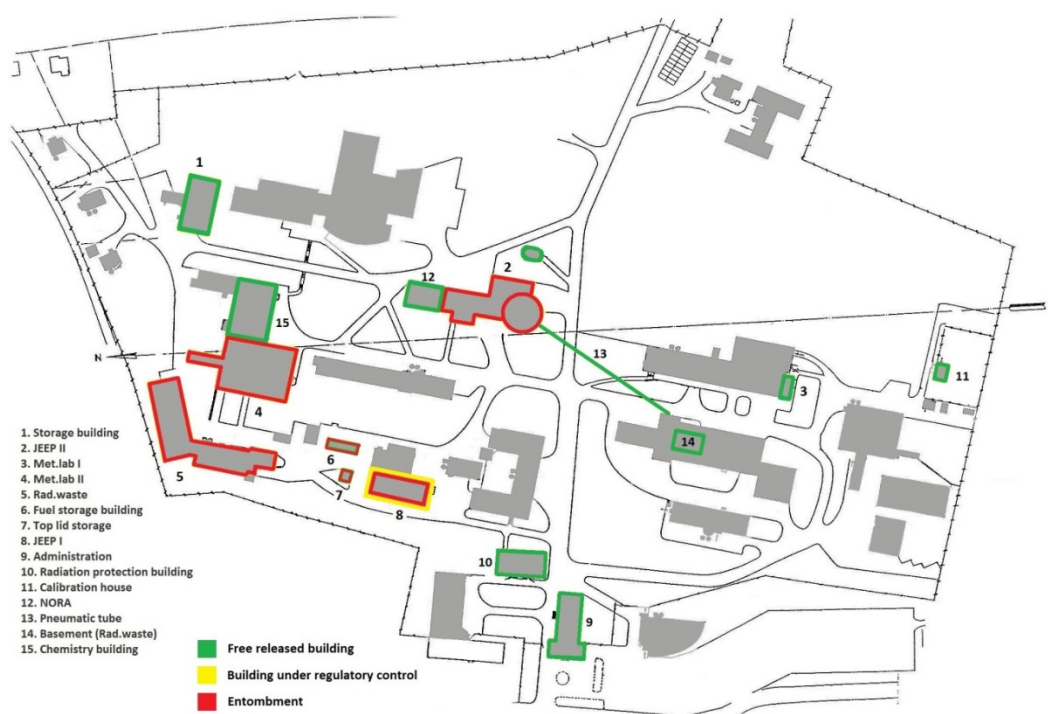 1
2
12
15
13
N
11
3
4
14
6
5
7
8
10
9
1. Storage building
2. JEEP II
3. Met.lab I
4. Met.lab II
5. Rad.waste
6. Fuel storage building
7. Top lid storage
8. JEEP I
9. Administration
10. Radiation protection building
11. Calibration house
12. NORA
13. Pneumatic tube
14. Basement (Rad.waste)
15. Chemistry building
Free released building
Building under regulatory control
Entombment